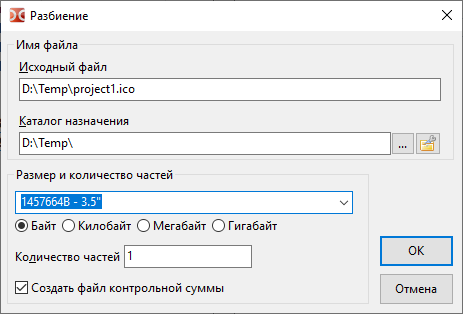 Разбиение
Имя файла
Исходный файл
D:\Temp\project1.ico
Каталог назначения
D:\Temp\
...
Размер и количество частей
1457664B - 3.5"
Байт Килобайт Мегабайт Гигабайт
Количество частей 1
Создать файл контрольной суммы
OK
Отмена